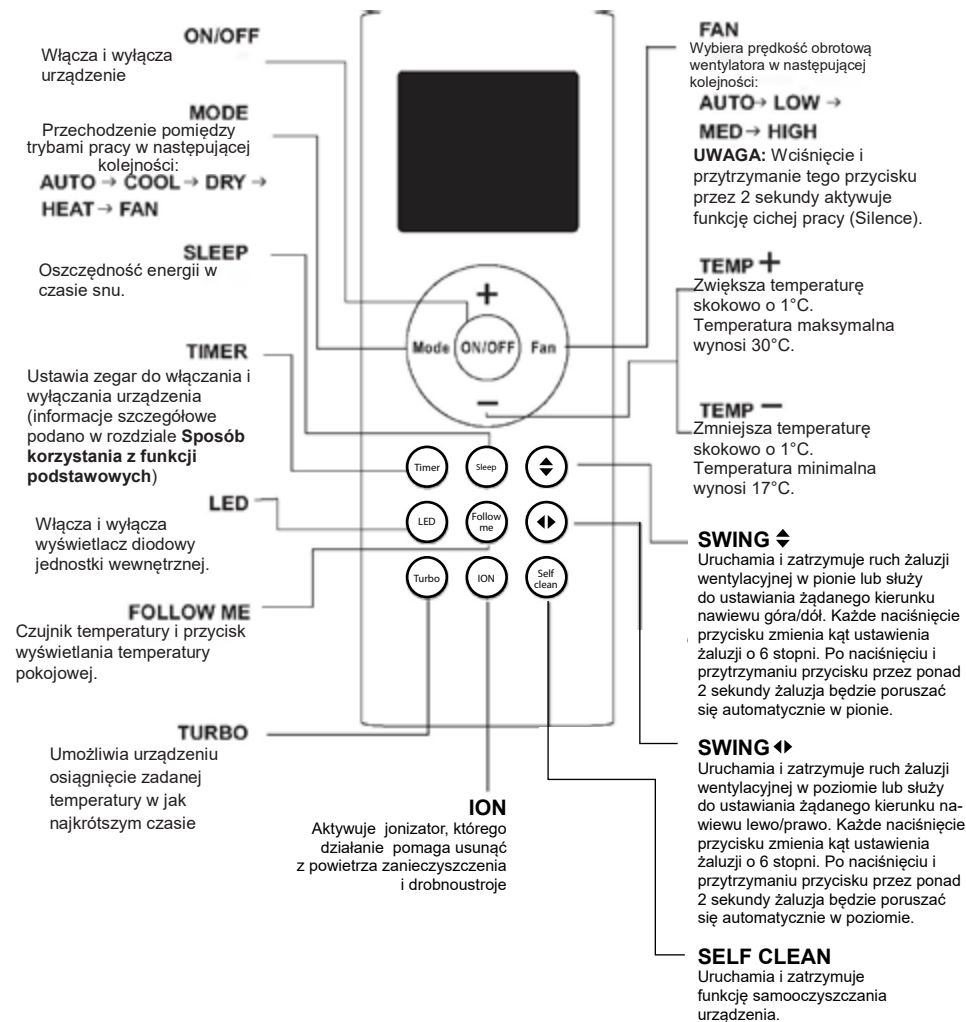 ON/OFF
Włącza i wyłącza
urządzenie
MODE
Przechodzenie pomiędzy
trybami pracy w następującej
kolejności:
AUTO → COOL → DRY →
HEAT → FAN
SLEEP
Oszczędność energii w
czasie snu.
TIMER
Ustawia zegar do włączania i
wyłączania urządzenia
(informacje szczegółowe
podano w rozdziale Sposób
korzystania z funkcji
podstawowych)
LED
Włącza i wyłącza
wyświetlacz diodowy
jednostki wewnętrznej.
FOLLOW ME
Czujnik temperatury i przycisk
wyświetlania temperatury
pokojowej.
TURBO
Umożliwia urządzeniu
osiągnięcie zadanej
temperatury w jak
najkrótszym czasie
+
Mode ON/OFF Fan
−
Timer Sleep
LED Follow
me
Turbo ION Self
clean
ION
Aktywuje jonizator, którego
działanie pomaga usunąć
z powietrza zanieczyszczenia
i drobnoustroje
FAN
Wybiera prędkość obrotową
wentylatora w następującej
kolejności:
AUTO → LOW →
MED → HIGH
UWAGA: Wciśnięcie i
przytrzymanie tego przycisku
przez 2 sekundy aktywuje
funkcję cichej pracy (Silence).
TEMP +
Zwiększa temperaturę
skokowo o 1°C.
Temperatura maksymalna
wynosi 30°C.
TEMP −
Zmniejsza temperaturę
skokowo o 1°C.
Temperatura minimalna
wynosi 17°C.
SWING
Uruchamia i zatrzymuje ruch żaluzji
wentylacyjnej w pionie lub służy
do ustawiania żądanego kierunku
nawiewu góra/dół. Każde naciśnięcie
przycisku zmienia kąt ustawienia
żaluzji o 6 stopni. Po naciśnięciu i
przytrzymaniu przycisku przez ponad
2 sekundy żaluzja będzie poruszać
się automatycznie w pionie.
SWING
Uruchamia i zatrzymuje ruch żaluzji
wentylacyjnej w poziomie lub służy
do ustawiania żądanego kierunku na-
wiewu lewo/prawo. Każde naciśnięcie
przycisku zmienia kąt ustawienia
żaluzji o 6 stopni. Po naciśnięciu i
przytrzymaniu przycisku przez ponad
2 sekundy żaluzja będzie poruszać
się automatycznie w poziomie.
SELF CLEAN
Uruchamia i zatrzymuje
funkcję samooczyszczania
urządzenia.